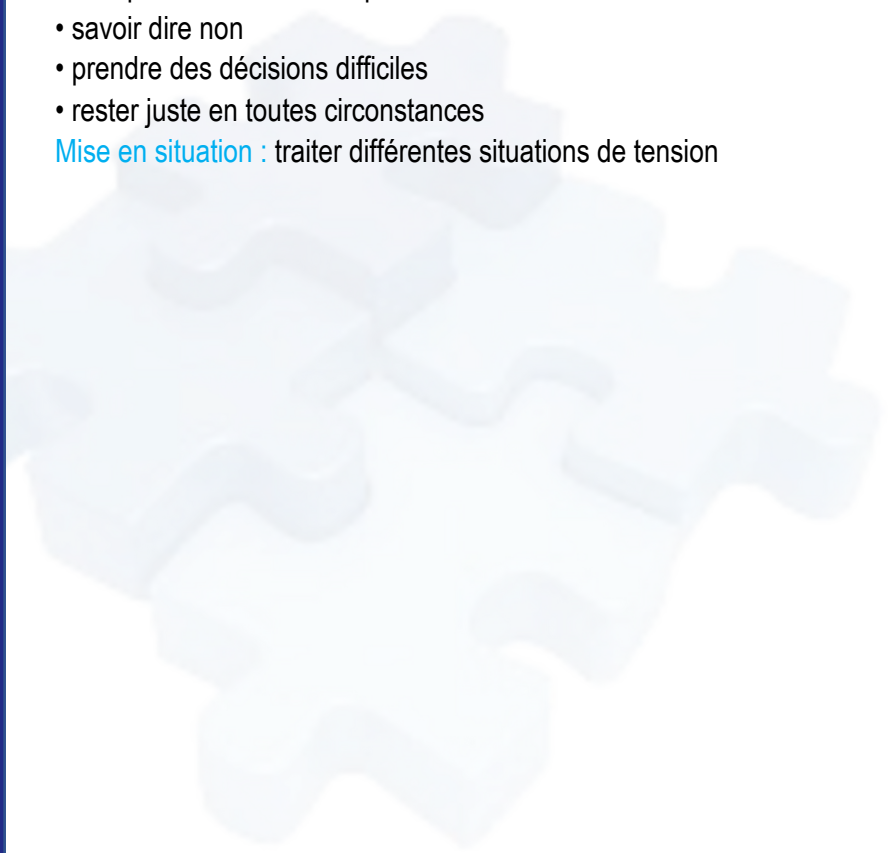 • savoir dire non
• prendre des décisions difficiles
• rester juste en toutes circonstances
Mise en situation : traiter différentes situations de tension